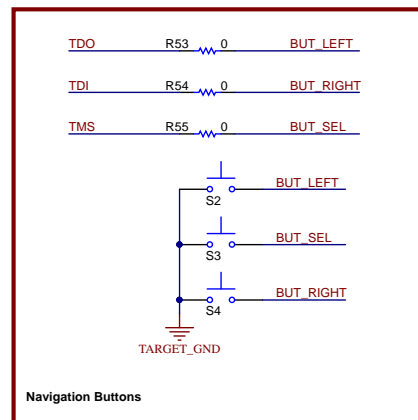 TDO R53 0 BUT_LEFT
TDI R54 0 BUT_RIGHT
TMS R55 0 BUT_SEL
BUT_LEFT
S2
BUT_SEL
S3
BUT_RIGHT
S4
TARGET_GND
Navigation Buttons